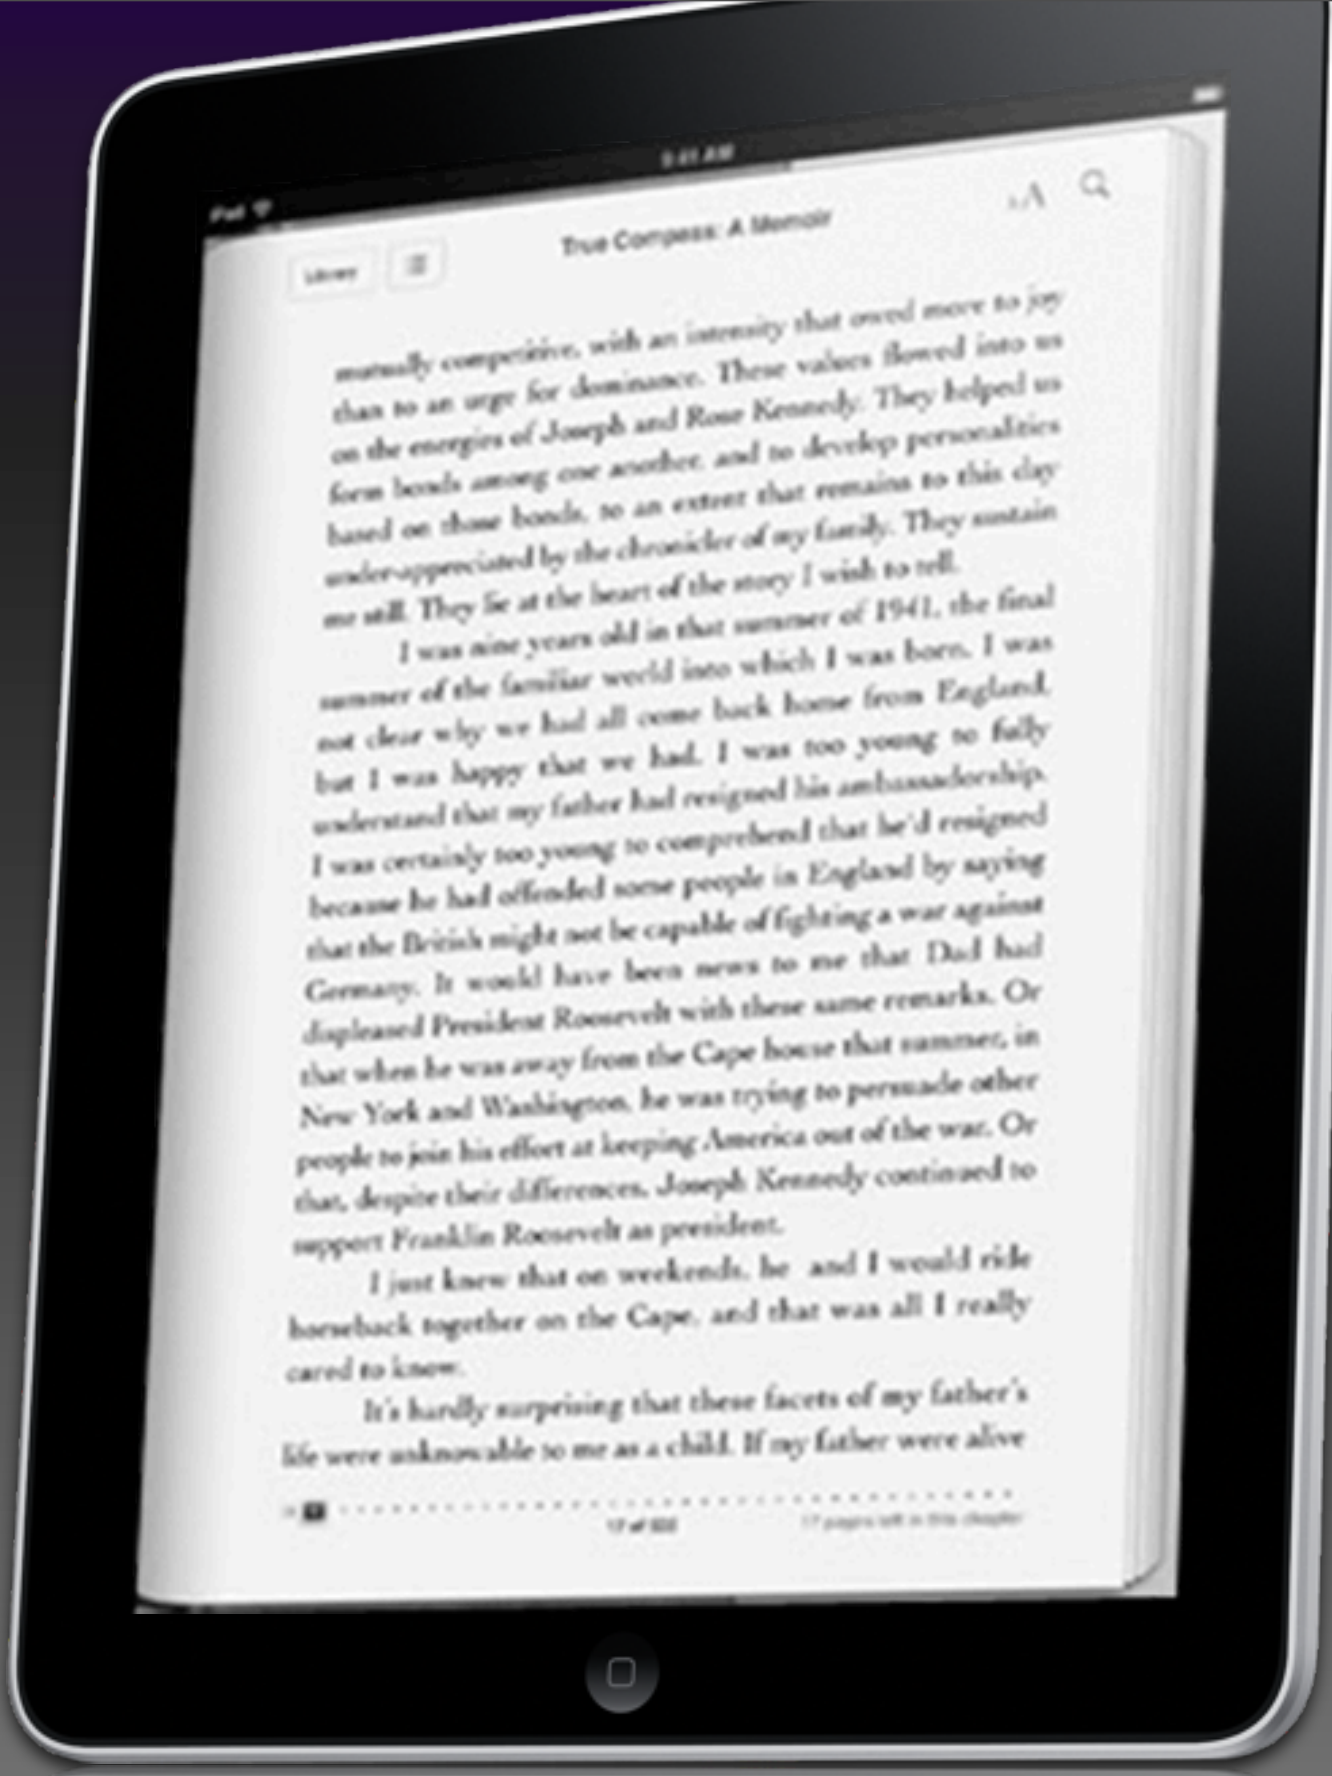 iPad
9:41 AM
Library
True Compass: A Memoir
AA
mutually competitive, with an intensity that owed more to joy
than to an urge for dominance. These values flowed into us
on the energies of Joseph and Rose Kennedy. They helped us
form bonds among one another, and to develop personalities
based on those bonds, to an extent that remains to this day
under-appreciated by the chronicler of my family. They sustain
me still. They lie at the heart of the story I wish to tell.
I was nine years old in that summer of 1941, the final
summer of the familiar world into which I was born. I was
not clear why we had all come back home from England,
but I was happy that we had. I was too young to fully
understand that my father had resigned his ambassadorship.
I was certainly too young to comprehend that he'd resigned
because he had offended some people in England by saying
that the British might not be capable of fighting a war against
Germany. It would have been news to me that Dad had
displeased President Roosevelt with these same remarks. Or
that when he was away from the Cape house that summer, in
New York and Washington, he was trying to persuade other
people to join his effort at keeping America out of the war. Or
that, despite their differences, Joseph Kennedy continued to
support Franklin Roosevelt as president.
I just knew that on weekends, he and I would ride
horseback together on the Cape, and that was all I really
cared to know.
It's hardly surprising that these facets of my father's
life were unknowable to me as a child. If my father were alive
17 of
17 pages left in this chapter